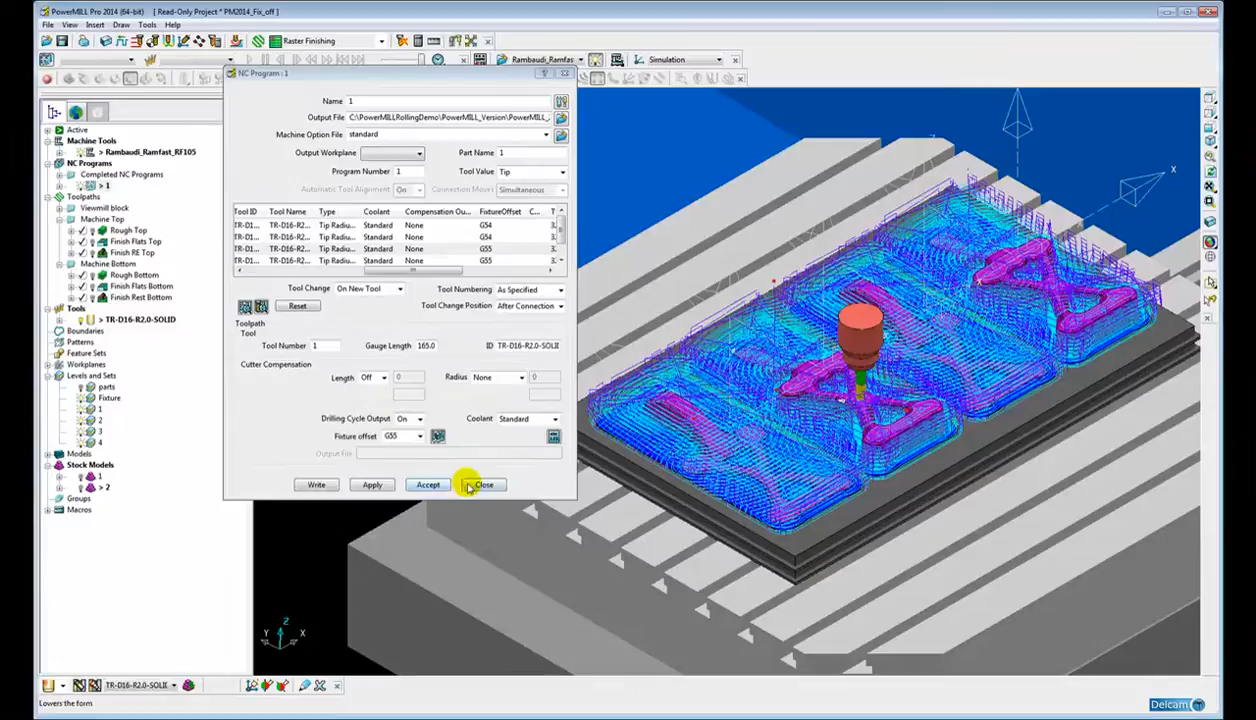 PowerMILL Pro 2014 (64-bit) - [ Read-Only Project * PM2014_Fix_off ]
File View Insert Draw Tools Help
Raster Finishing
Rambaudi_Ramfas
Simulation
NC Program : 1
Name 1
Output File C:\PowerMILLRollingDemo\PowerMILL_Version\PowerMILL_
Machine Option File standard
Output Workplane Part Name 1
Program Number 1 Tool Value Tip
Automatic Tool Alignment On Connection Moves Simultaneous
Tool ID Tool Name Type Coolant Compensation Ou... FixtureOffset C... T
TR-D1... TR-D16-R2... Tip Radiu... Standard None G54 3.
TR-D1... TR-D16-R2... Tip Radiu... Standard None G54 3.
TR-D1... TR-D16-R2... Tip Radiu... Standard None G55 3.
TR-D1... TR-D16-R2... Tip Radiu... Standard None G55 3.
Tool Change On New Tool Tool Numbering As Specified
Reset Tool Change Position After Connection
Toolpath
Tool
Tool Number 1 Gauge Length 165.0 ID TR-D16-R2.0-SOLID
Cutter Compensation
Length Off 0 Radius None 0
Drilling Cycle Output On Coolant Standard
Fixture offset G55
Output File
Write Apply Accept Close
Active
Machine Tools
> Rambaudi_Ramfast_RF105
NC Programs
Completed NC Programs
> 1
Toolpaths
Viewmill block
Machine Top
Rough Top
Finish Flats Top
Finish RE Top
Machine Bottom
Rough Bottom
Finish Flats Bottom
Finish Rest Bottom
Tools
> TR-D16-R2.0-SOLID
Boundaries
Patterns
Feature Sets
Workplanes
Levels and Sets
parts
Fixture
1
2
3
4
Models
Stock Models
1
> 2
Groups
Macros
X
Z
Y X
TR-D16-R2.0-SOLII
Lowers the form
Delcam